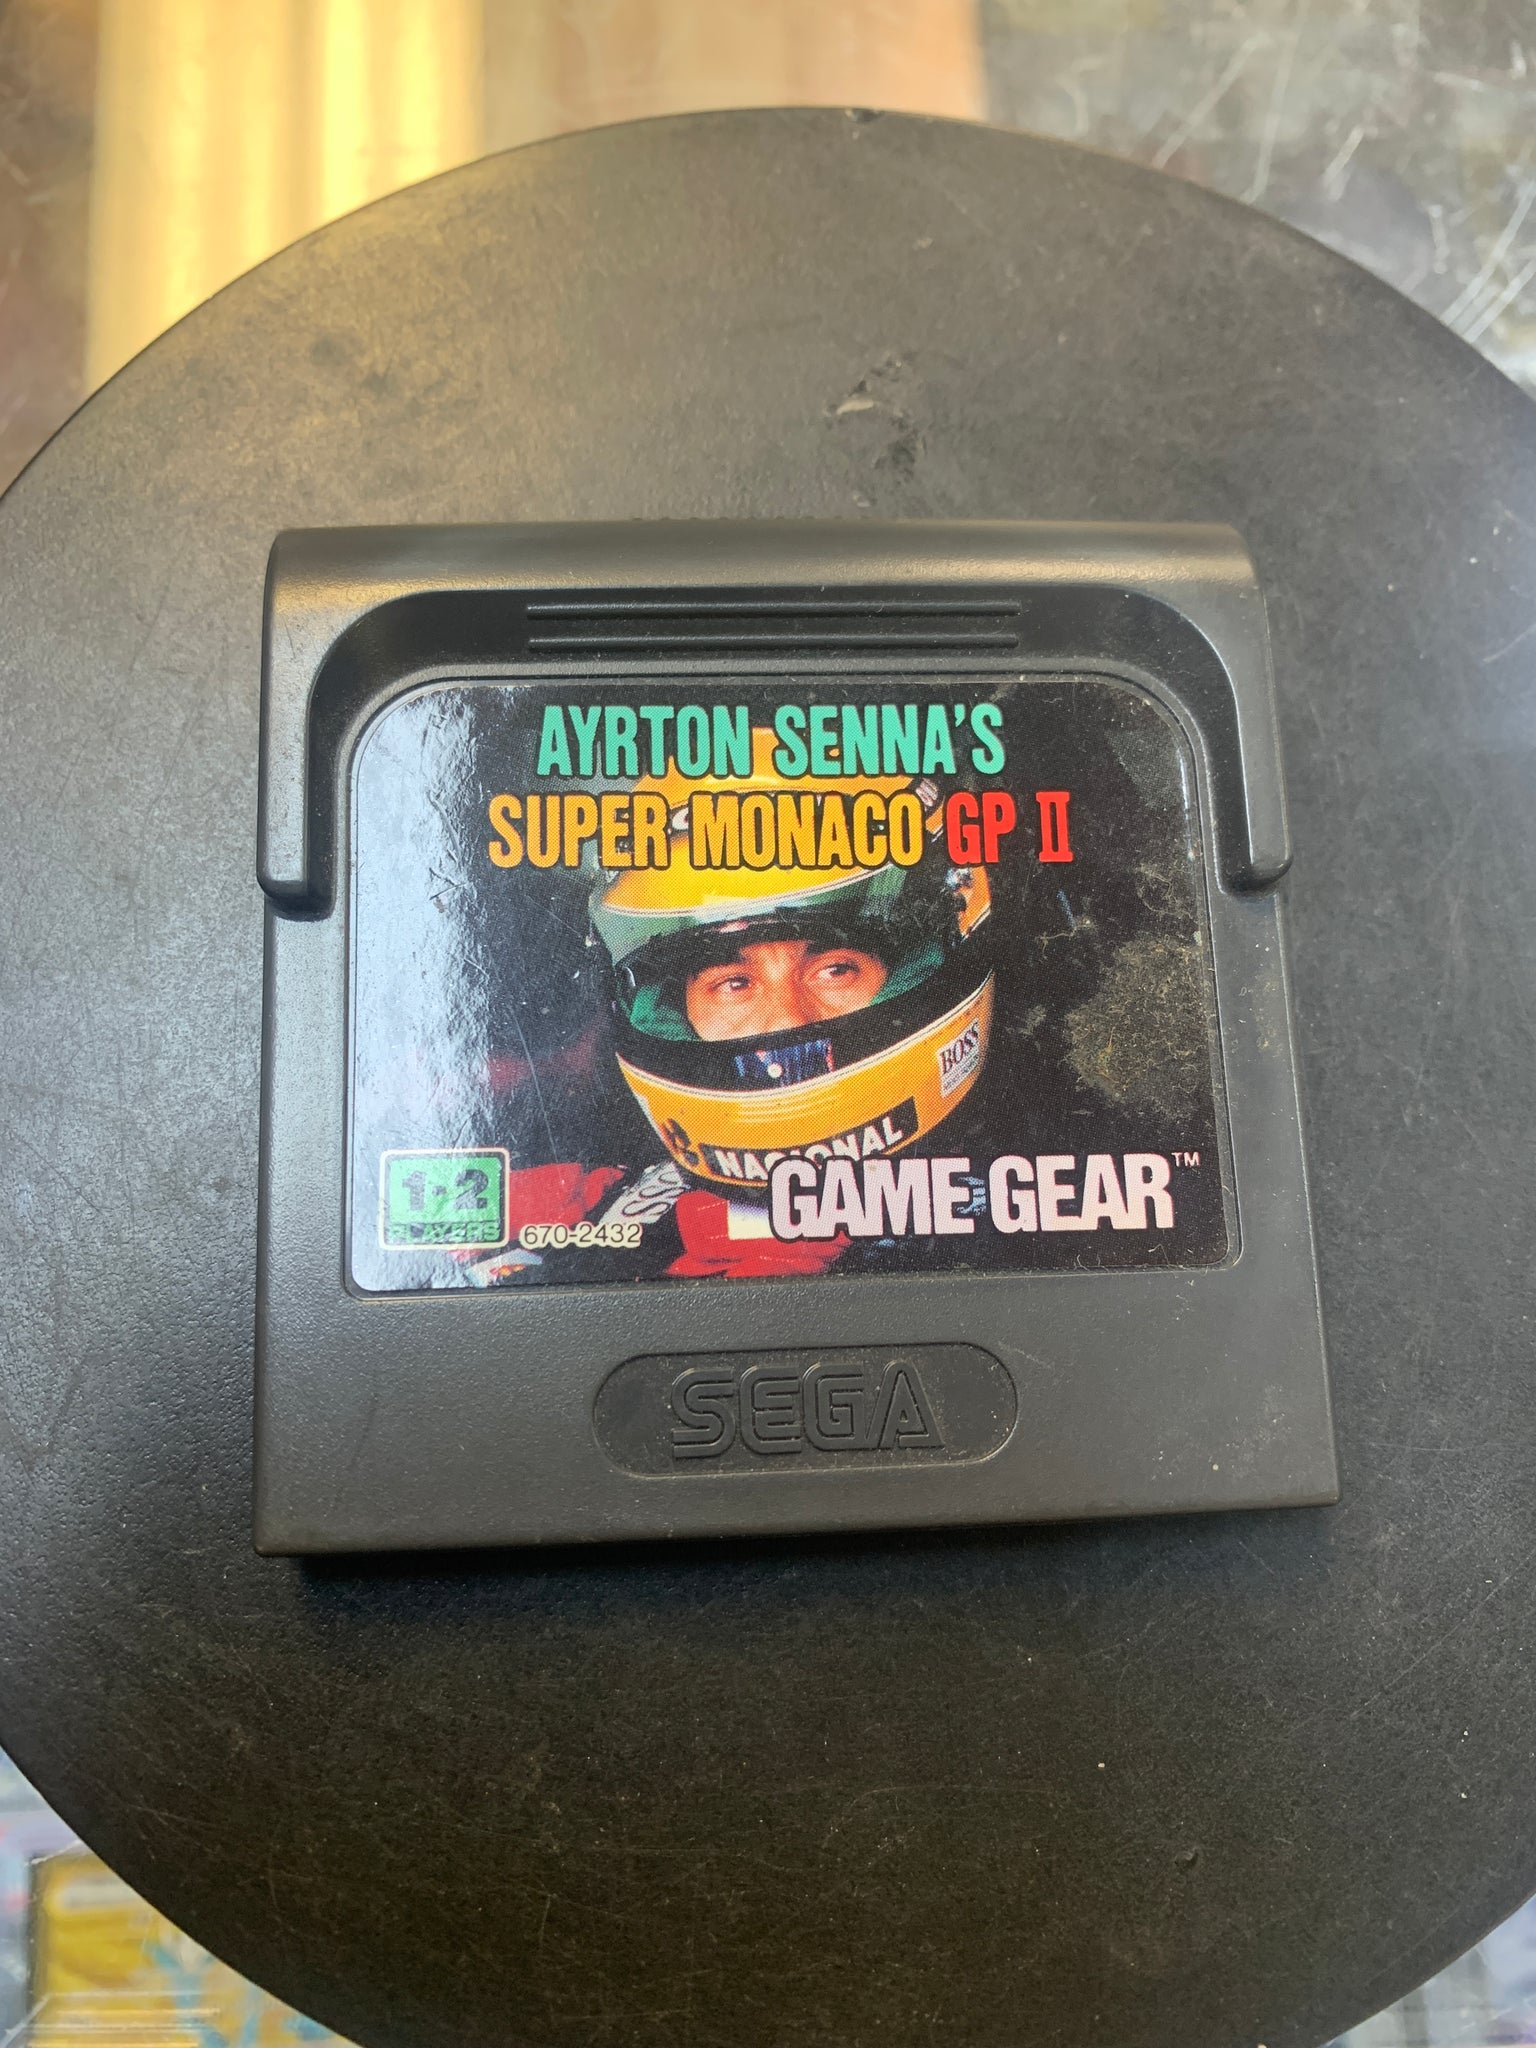 AYRTON SENNA'S
SUPER MONACO GP II
BOSS
NACIONAL
1-2
PLAYERS
670-2432
GAME GEAR™
SEGA